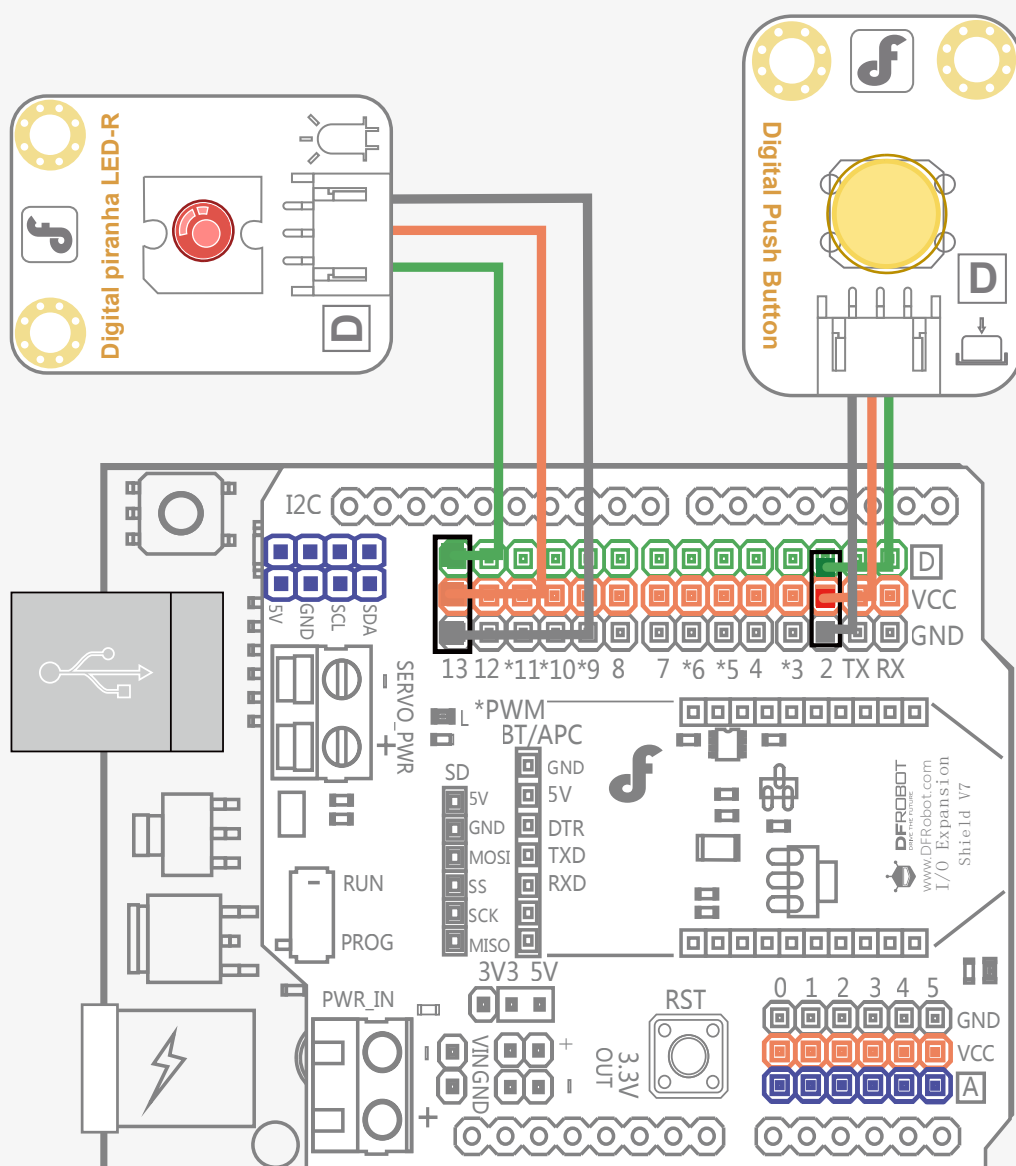 Digital piranha LED-R
D
Digital Push Button
D
I2C
D
VCC
GND
5V
GND
SCL
SDA
13 12 *11 *10 *9 8 7 *6 *5 4 *3 2 TX RX
SERVO_PWR
-
+
L
*PWM
BT/APC
GND
5V
DTR
TXD
RXD
SD
5V
GND
MOSI
SS
SCK
MISO
RUN
PROG
DFROBOT
DRIVE THE FUTURE
www.DFRobot.com
I/O Expansion
Shield V7
3V3 5V
PWR_IN
-
+
VIN
GND
+
-
3.3V
OUT
RST
0 1 2 3 4 5
GND
VCC
A